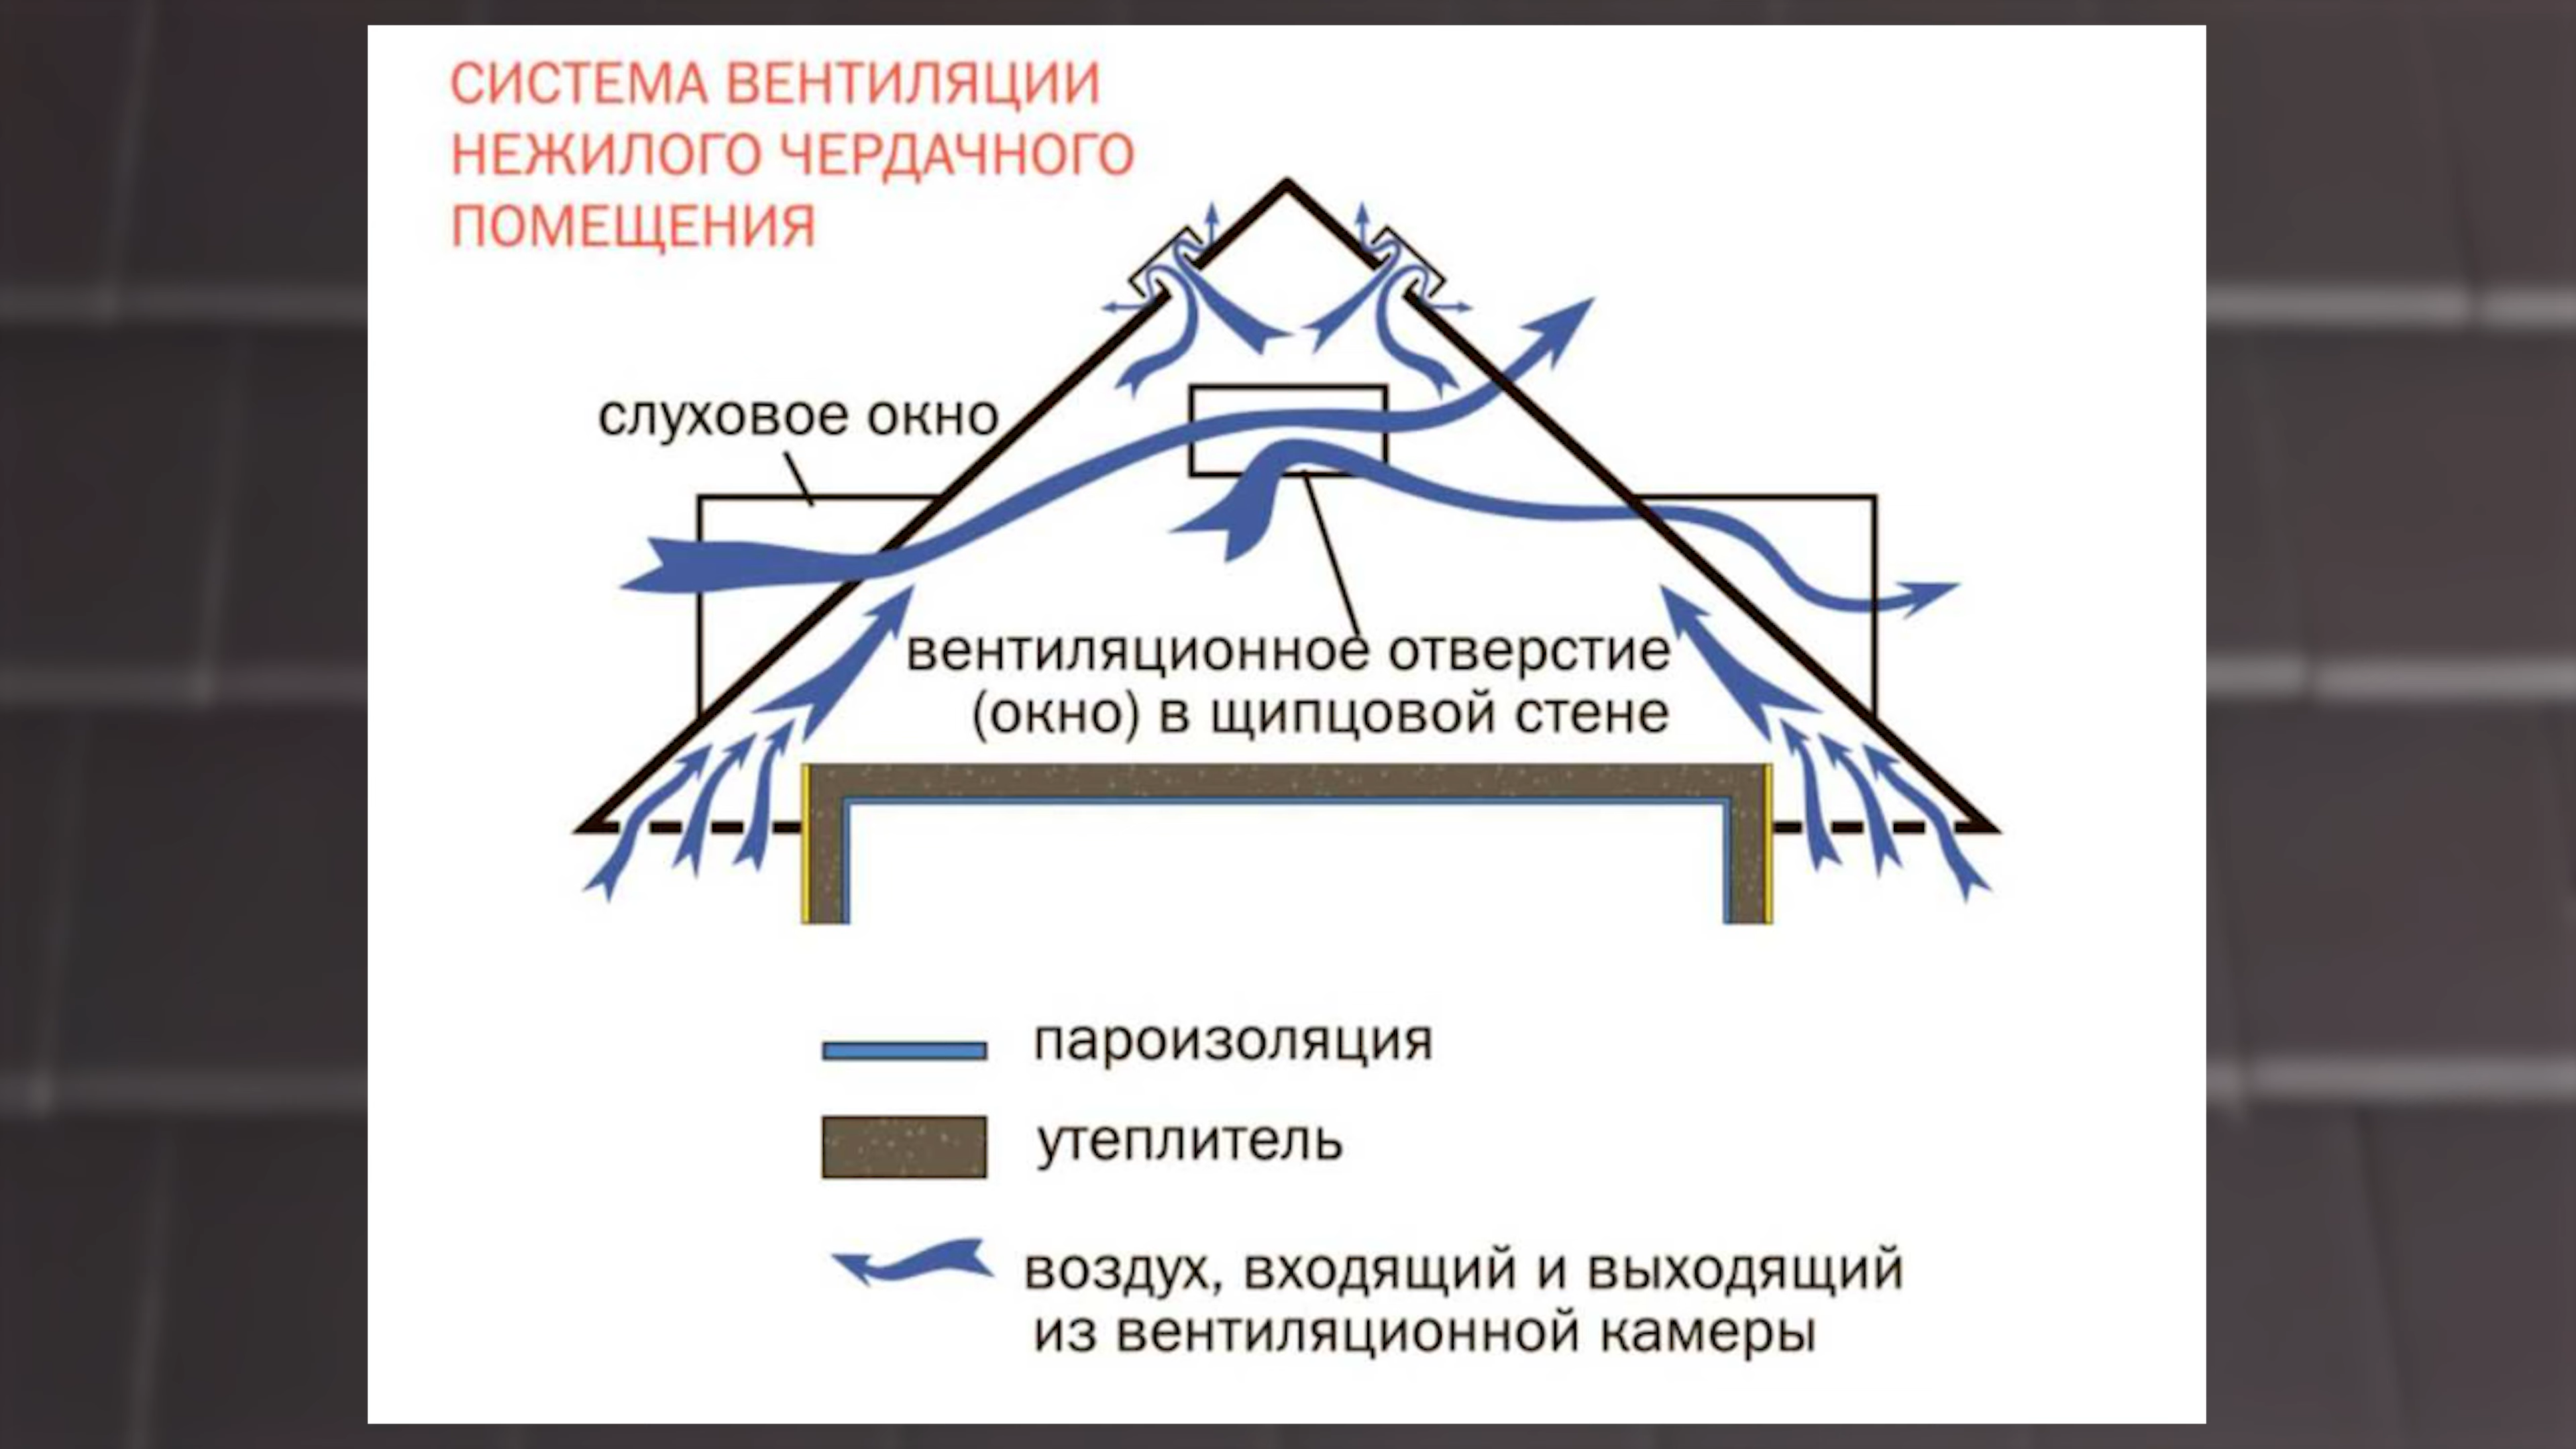 СИСТЕМА ВЕНТИЛЯЦИИ
НЕЖИЛОГО ЧЕРДАЧНОГО
ПОМЕЩЕНИЯ
слуховое окно
вентиляционное отверстие
(окно) в щипцовой стене
пароизоляция
утеплитель
воздух, входящий и выходящий
из вентиляционной камеры